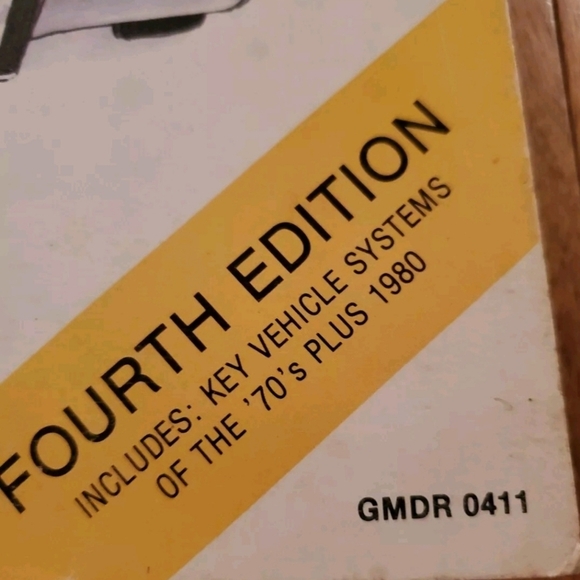 FOURTH EDITION
INCLUDES: KEY VEHICLE SYSTEMS
OF THE '70's PLUS 1980
GMDR 0411